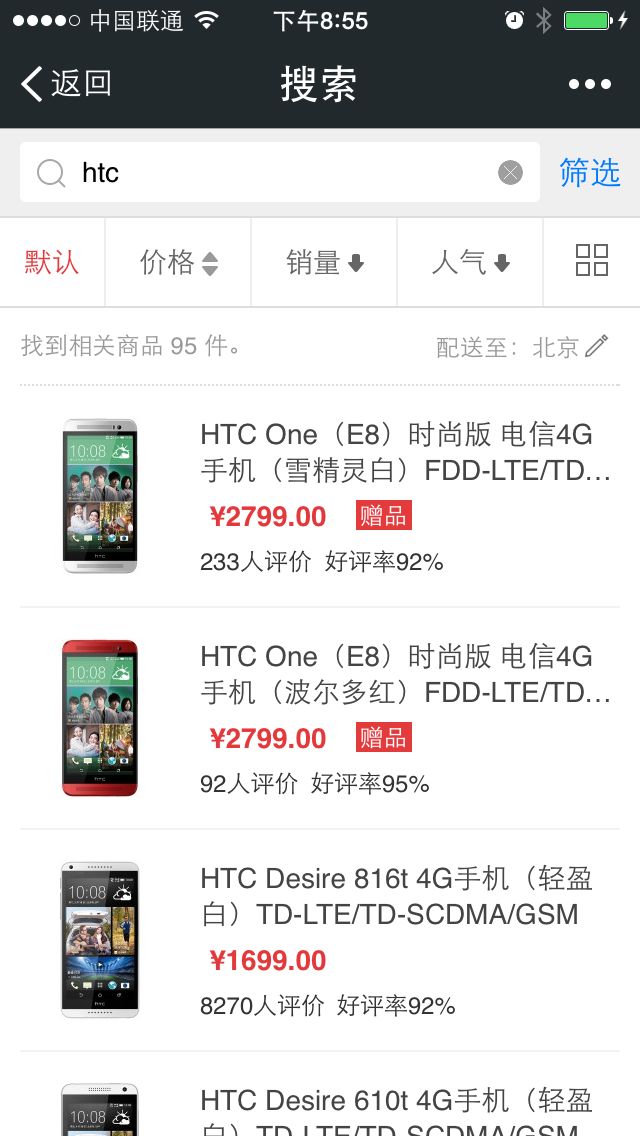 中国联通
下午8:55
返回
搜索
htc
筛选
默认
价格
销量
人气
找到相关商品 95 件。
配送至：北京
HTC One（E8）时尚版 电信4G
手机（雪精灵白）FDD-LTE/TD...
¥2799.00
赠品
233人评价 好评率92%
HTC One（E8）时尚版 电信4G
手机（波尔多红）FDD-LTE/TD...
¥2799.00
赠品
92人评价 好评率95%
HTC Desire 816t 4G手机（轻盈
白）TD-LTE/TD-SCDMA/GSM
¥1699.00
8270人评价 好评率92%
HTC Desire 610t 4G手机（轻盈
白）TD-LTE/TD-SCDMA/GSM
10:08
10:08
10:08
10:08